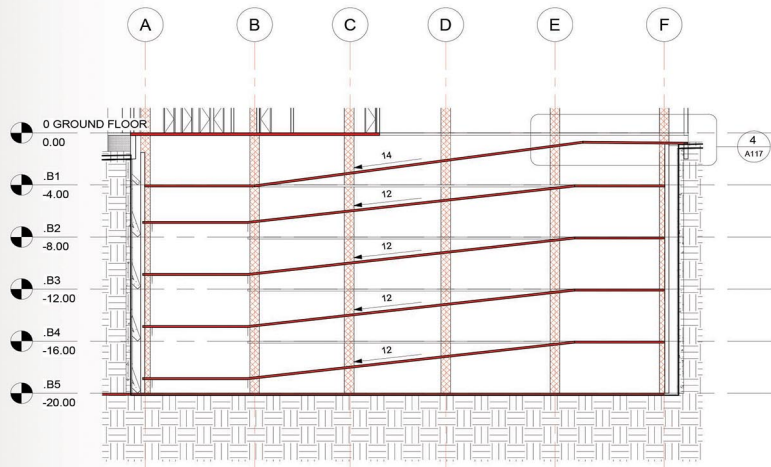 A
B
C
D
E
F
0 GROUND FLOOR
0.00
4
A117
14
.B1
-4.00
12
.B2
-8.00
12
.B3
-12.00
12
.B4
-16.00
12
.B5
-20.00